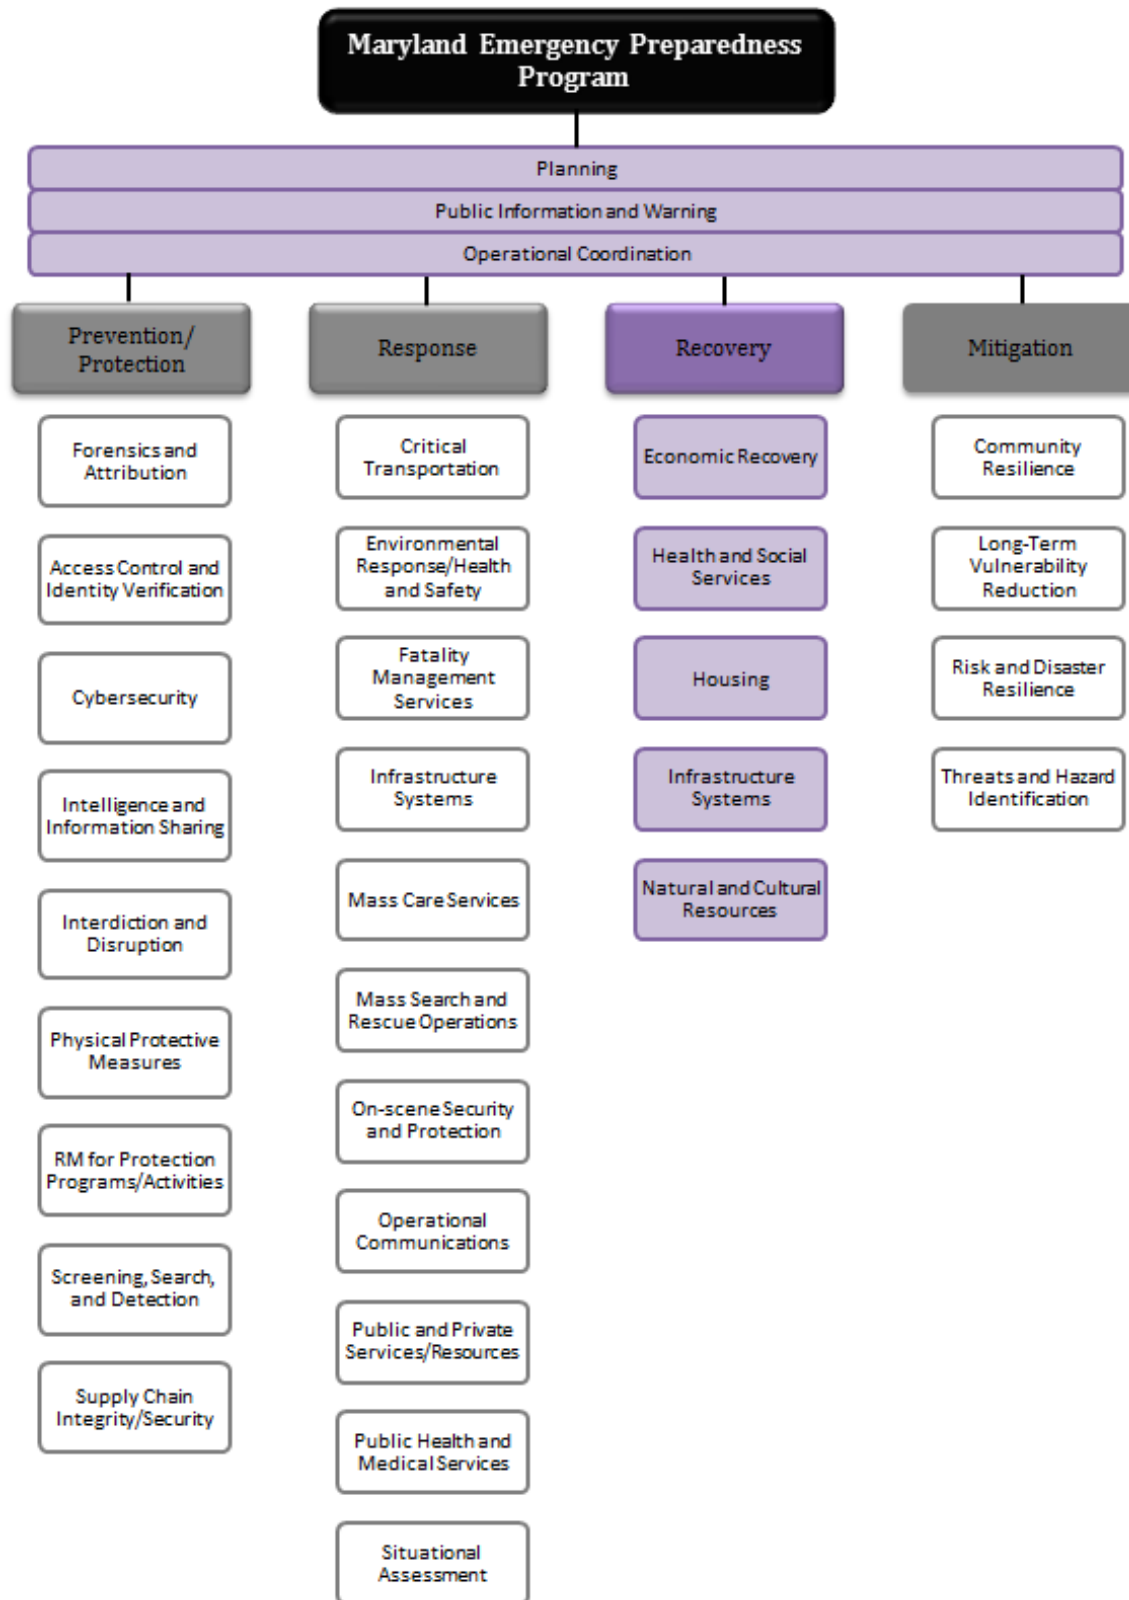 Maryland Emergency Preparedness
Program
Planning
Public Information and Warning
Operational Coordination
Prevention/
Protection
Forensics and
Attribution
Access Control and
Identity Verification
Cybersecurity
Intelligence and
Information Sharing
Interdiction and
Disruption
Physical Protective
Measures
RM for Protection
Programs/Activities
Screening, Search,
and Detection
Supply Chain
Integrity/Security
Response
Critical
Transportation
Environmental
Response/Health
and Safety
Fatality
Management
Services
Infrastructure
Systems
Mass Care Services
Mass Search and
Rescue Operations
On-scene Security
and Protection
Operational
Communications
Public and Private
Services/Resources
Public Health and
Medical Services
Situational
Assessment
Recovery
Economic Recovery
Health and Social
Services
Housing
Infrastructure
Systems
Natural and Cultural
Resources
Mitigation
Community
Resilience
Long-Term
Vulnerability
Reduction
Risk and Disaster
Resilience
Threats and Hazard
Identification